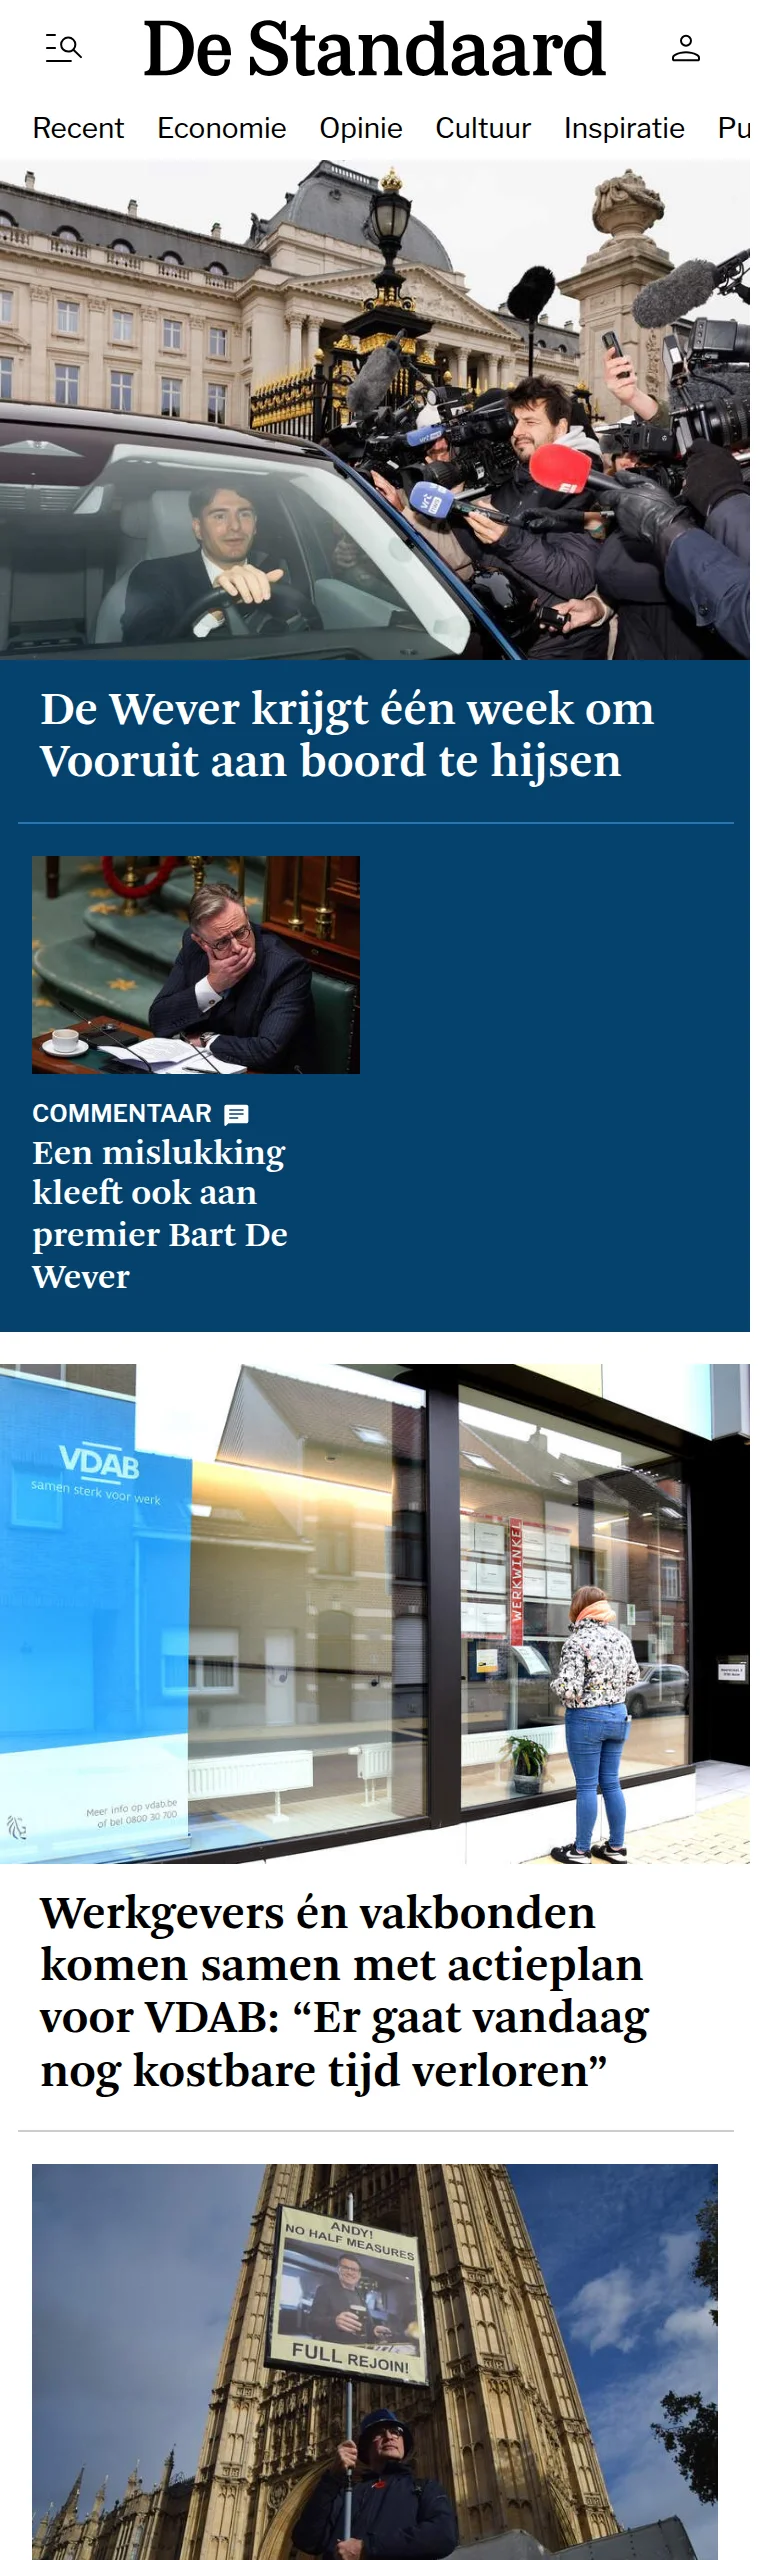 De Standaard
Recent Economie Opinie Cultuur Inspiratie Pu
vrt
De Wever krijgt één week om
Vooruit aan boord te hijsen
COMMENTAAR
Een mislukking
kleeft ook aan
premier Bart De
Wever
VDAB
samen sterk voor werk
WERKWINKEL
Meer info op vdab.be
of bel 0800 30 700
Werkgevers én vakbonden
komen samen met actieplan
voor VDAB: “Er gaat vandaag
nog kostbare tijd verloren”
ANDY!
NO HALF MEASURES
FULL REJOIN!